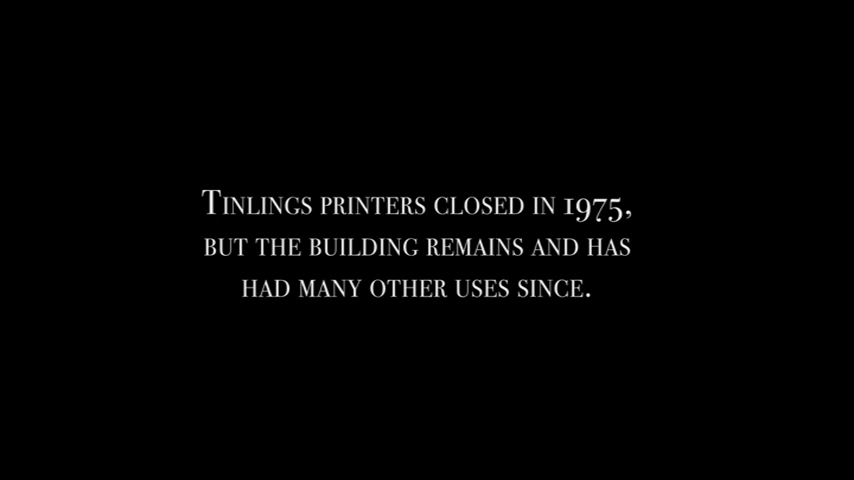 Tinlings printers closed in 1975,
but the building remains and has
had many other uses since.